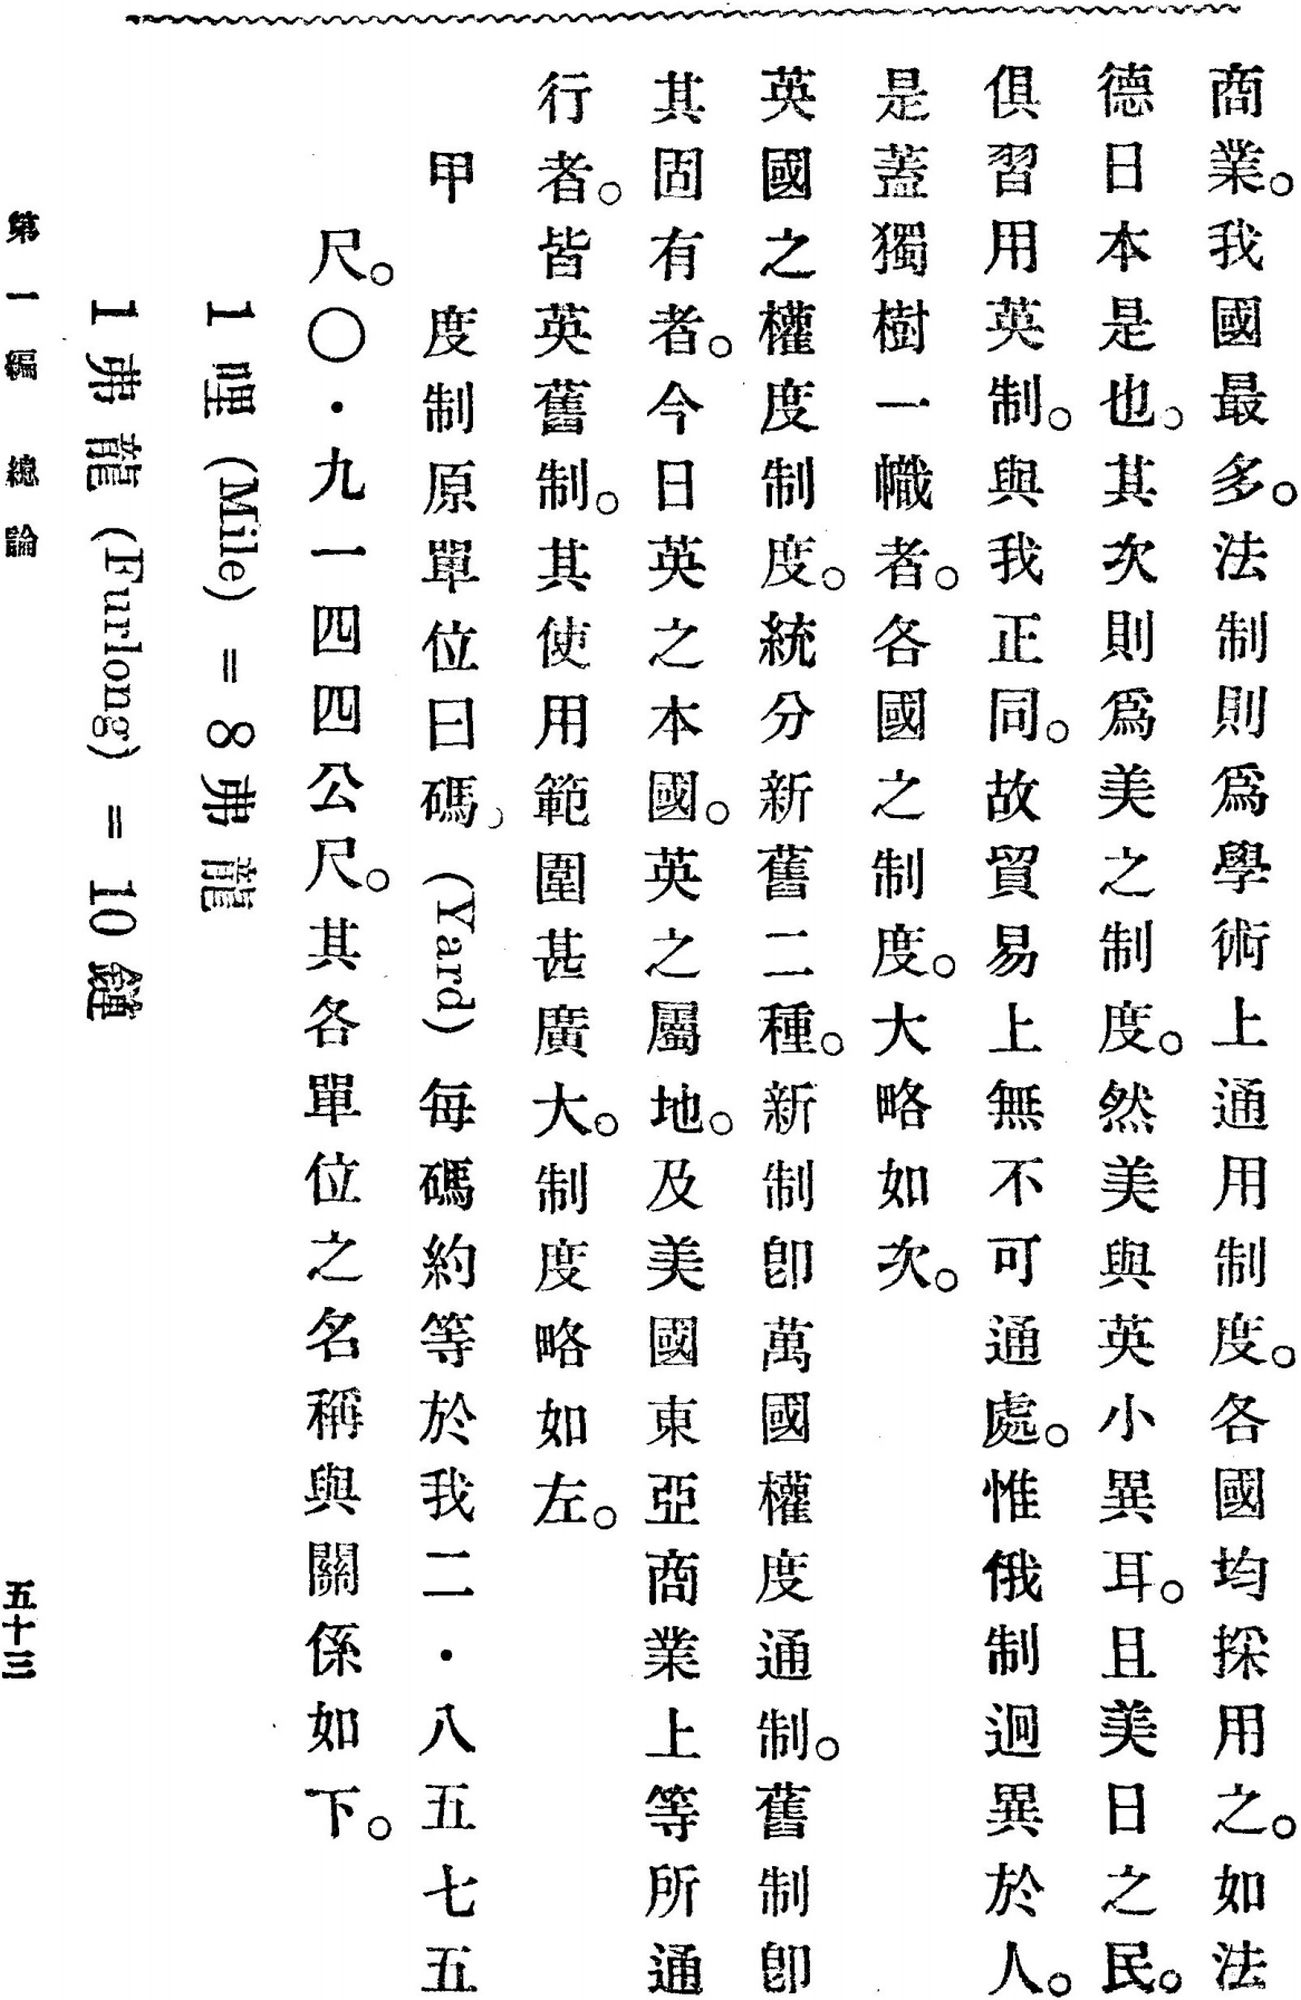 商業。我國最多。法制則爲學術上通用制度。各國均採用之。如法
德日本是也。其次則爲美之制度。然美與英小異耳。且美日之民。
俱習用英制。與我正同。故貿易上無不可通處。惟俄制迥異於人。
是蓋獨樹一幟者。各國之制度。大略如次。
英國之權度制度。統分新舊二種。新制卽萬國權度通制。舊制卽
其固有者。今日英之本國。英之屬地。及美國東亞商業上等所通
行者。皆英舊制。其使用範圍甚廣大。制度略如左。
甲　度制原單位曰碼、(Yard)每碼約等於我二·八五七五
尺。〇·九一四四公尺。其各單位之名稱與關係如下。
1哩(Mile) = 8弗龍
1弗龍(Furlong) = 10鏈
第一編　總論
五十三